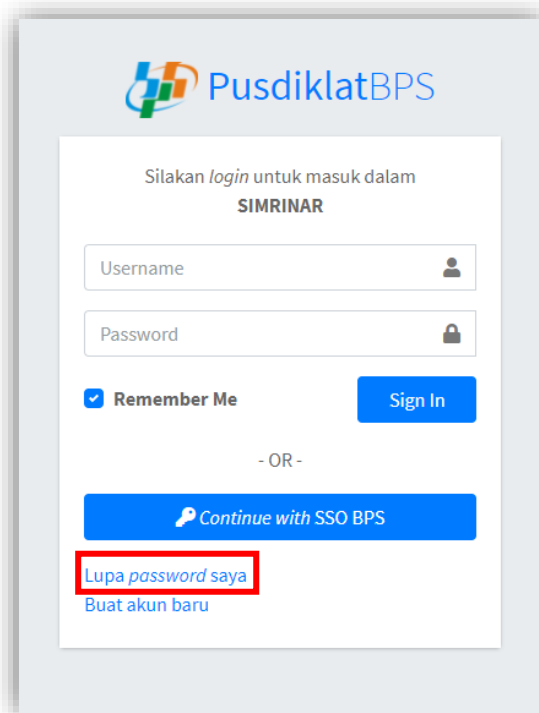 PusdiklatBPS
Silakan login untuk masuk dalam
SIMRINAR
Username
Password
Remember Me
Sign In
- OR -
Continue with SSO BPS
Lupa password saya
Buat akun baru